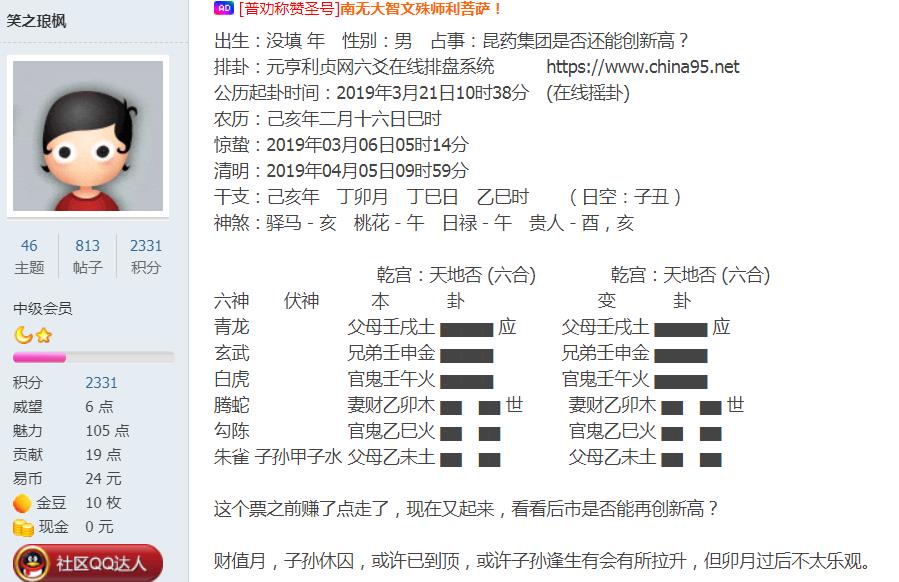 笑之琅枫
AD [普劝称赞圣号]南无大智文殊师利菩萨！
出生：没填 年 性别：男 占事：昆药集团是否还能创新高？
排卦：元亨利贞网六爻在线排盘系统 https://www.china95.net
公历起卦时间：2019年3月21日10时38分 (在线摇卦)
农历：己亥年二月十六日巳时
惊蛰：2019年03月06日05时14分
清明：2019年04月05日09时59分
干支：己亥年 丁卯月 丁巳日 乙巳时 （日空：子丑）
神煞：驿马－亥 桃花－午 日禄－午 贵人－酉，亥
乾宫：天地否 (六合) 乾宫：天地否 (六合)
六神 伏神 本 卦 变 卦
青龙 父母壬戌土 应 父母壬戌土 应
玄武 兄弟壬申金 兄弟壬申金
白虎 官鬼壬午火 官鬼壬午火
腾蛇 妻财乙卯木 世 妻财乙卯木 世
勾陈 官鬼乙巳火 官鬼乙巳火
朱雀 子孙甲子水 父母乙未土 父母乙未土
这个票之前赚了点走了，现在又起来，看看后市是否能再创新高？
财值月，子孙休囚，或许已到顶，或许子孙逢生有会有所拉升，但卯月过后不太乐观。
46 813 2331
主题 帖子 积分
中级会员
积分 2331
威望 6 点
魅力 105 点
贡献 19 点
易币 24 元
金豆 10 枚
现金 0 元
社区QQ达人